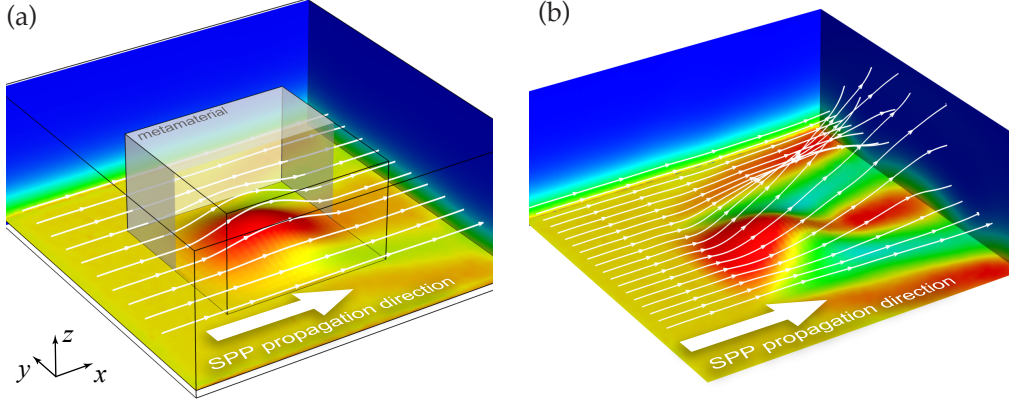 (a)
metamaterial
SPP propagation direction
z
y
x
(b)
SPP propagation direction